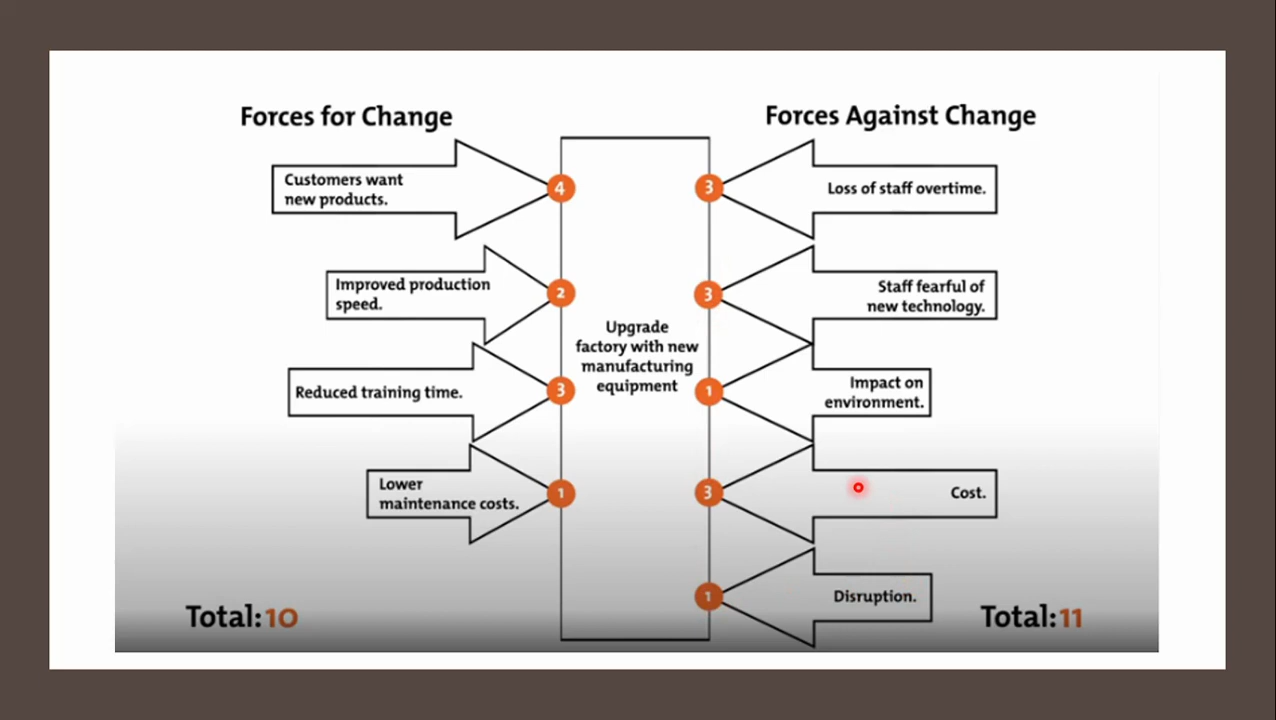 Forces for Change
Forces Against Change
Customers want
new products.
4
3
Loss of staff overtime.
Improved production
speed.
2
3
Staff fearful of
new technology.
Upgrade
factory with new
manufacturing
equipment
Reduced training time.
3
1
Impact on
environment.
Lower
maintenance costs.
1
3
Cost.
1
Disruption.
Total: 10
Total: 11